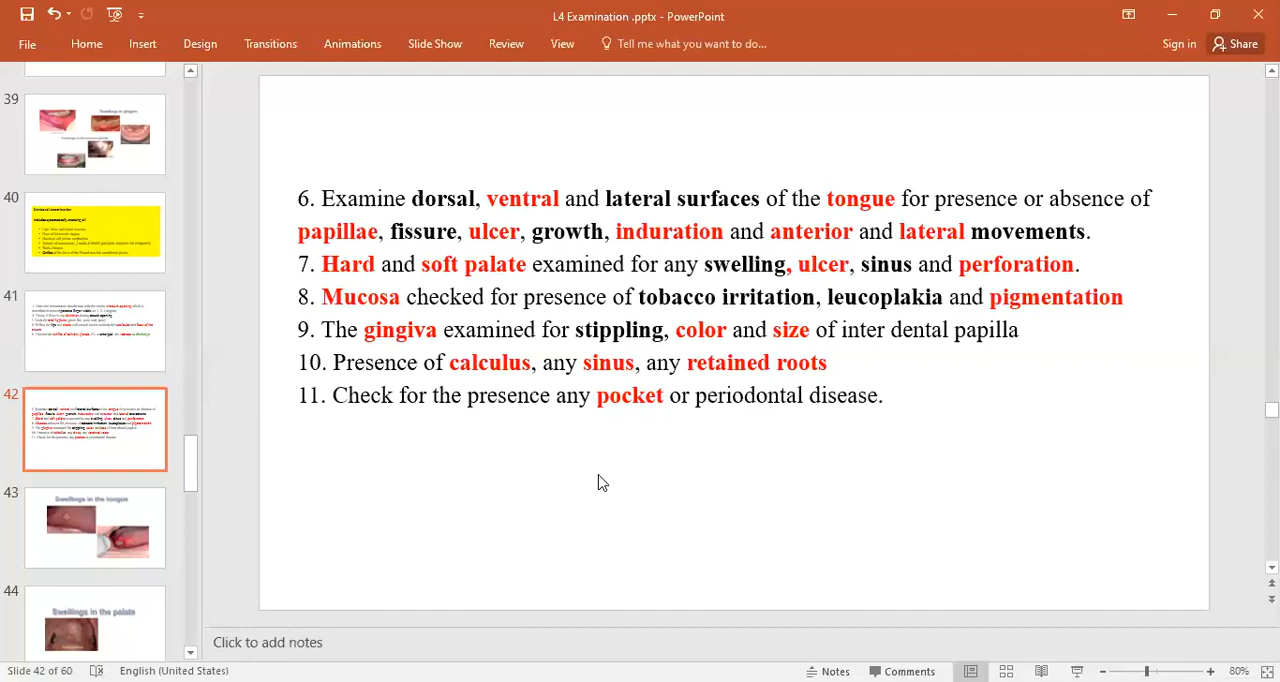 L4 Examination .pptx - PowerPoint
File Home Insert Design Transitions Animations Slide Show Review View Tell me what you want to do... Sign in Share
39
40
41
42
43
Swellings in the tongue
44
Swellings in the palate
6. Examine dorsal, ventral and lateral surfaces of the tongue for presence or absence of
papillae, fissure, ulcer, growth, induration and anterior and lateral movements.
7. Hard and soft palate examined for any swelling, ulcer, sinus and perforation.
8. Mucosa checked for presence of tobacco irritation, leucoplakia and pigmentation
9. The gingiva examined for stippling, color and size of inter dental papilla
10. Presence of calculus, any sinus, any retained roots
11. Check for the presence any pocket or periodontal disease.
Click to add notes
Slide 42 of 60 English (United States) Notes Comments 80%